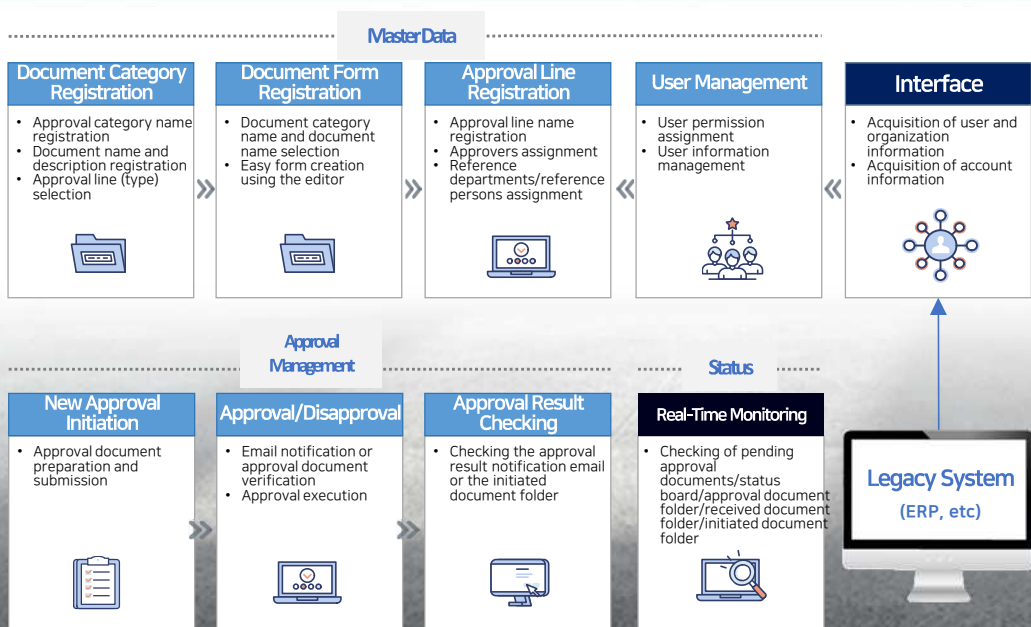 Master Data
Document Category
Registration
• Approval category name
registration
• Document name and
description registration
• Approval line (type)
selection
Document Form
Registration
• Document category
name and document
name selection
• Easy form creation
using the editor
Approval Line
Registration
• Approval line name
registration
• Approvers assignment
• Reference
departments/reference
persons assignment
User Management
• User permission
assignment
• User information
management
Interface
• Acquisition of user and
organization
information
• Acquisition of account
information
Approval
Management
Status
New Approval
Initiation
• Approval document
preparation and
submission
Approval/Disapproval
• Email notification or
approval document
verification
• Approval execution
Approval Result
Checking
• Checking the approval
result notification email
or the initiated
document folder
Real-Time Monitoring
• Checking of pending
approval
documents/status
board/approval document
folder/received document
folder/initiated document
folder
Legacy System
(ERP, etc)